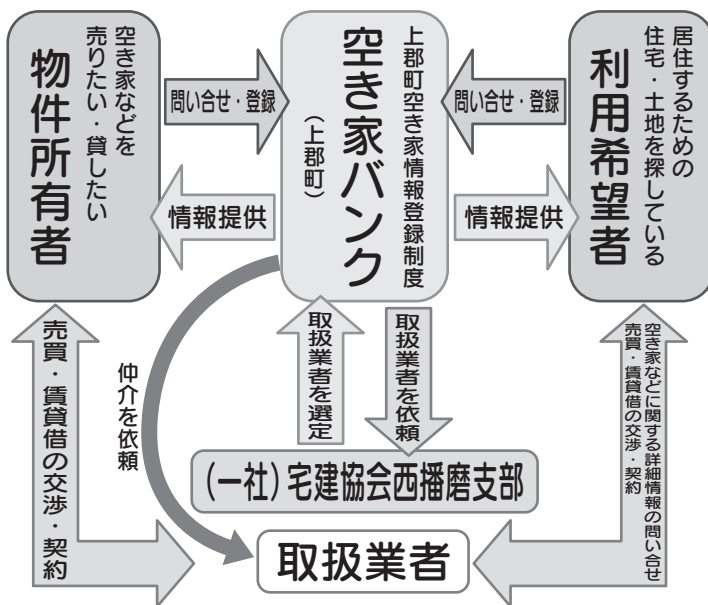 空き家などを
売りたい・貸したい
物件所有者
問い合せ・登録
情報提供
上郡町空き家情報登録制度
空き家バンク
（上郡町）
問い合せ・登録
情報提供
居住するための
住宅・土地を探している
利用希望者
売買・賃貸借の交渉・契約
仲介を依頼
取扱業者を選定
取扱業者を依頼
空き家などに関する詳細情報の問い合せ
売買・賃貸借の交渉・契約
（一社）宅建協会西播磨支部
取扱業者